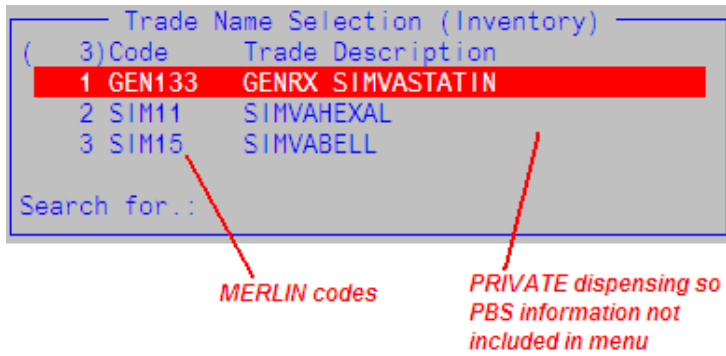 Trade Name Selection (Inventory)
( 3)Code Trade Description
1 GEN133 GENRX SIMVASTATIN
2 SIM11 SIMVAHEXAL
3 SIM15 SIMVABELL
Search for.:
MERLIN codes
PRIVATE dispensing so
PBS information not
included in menu